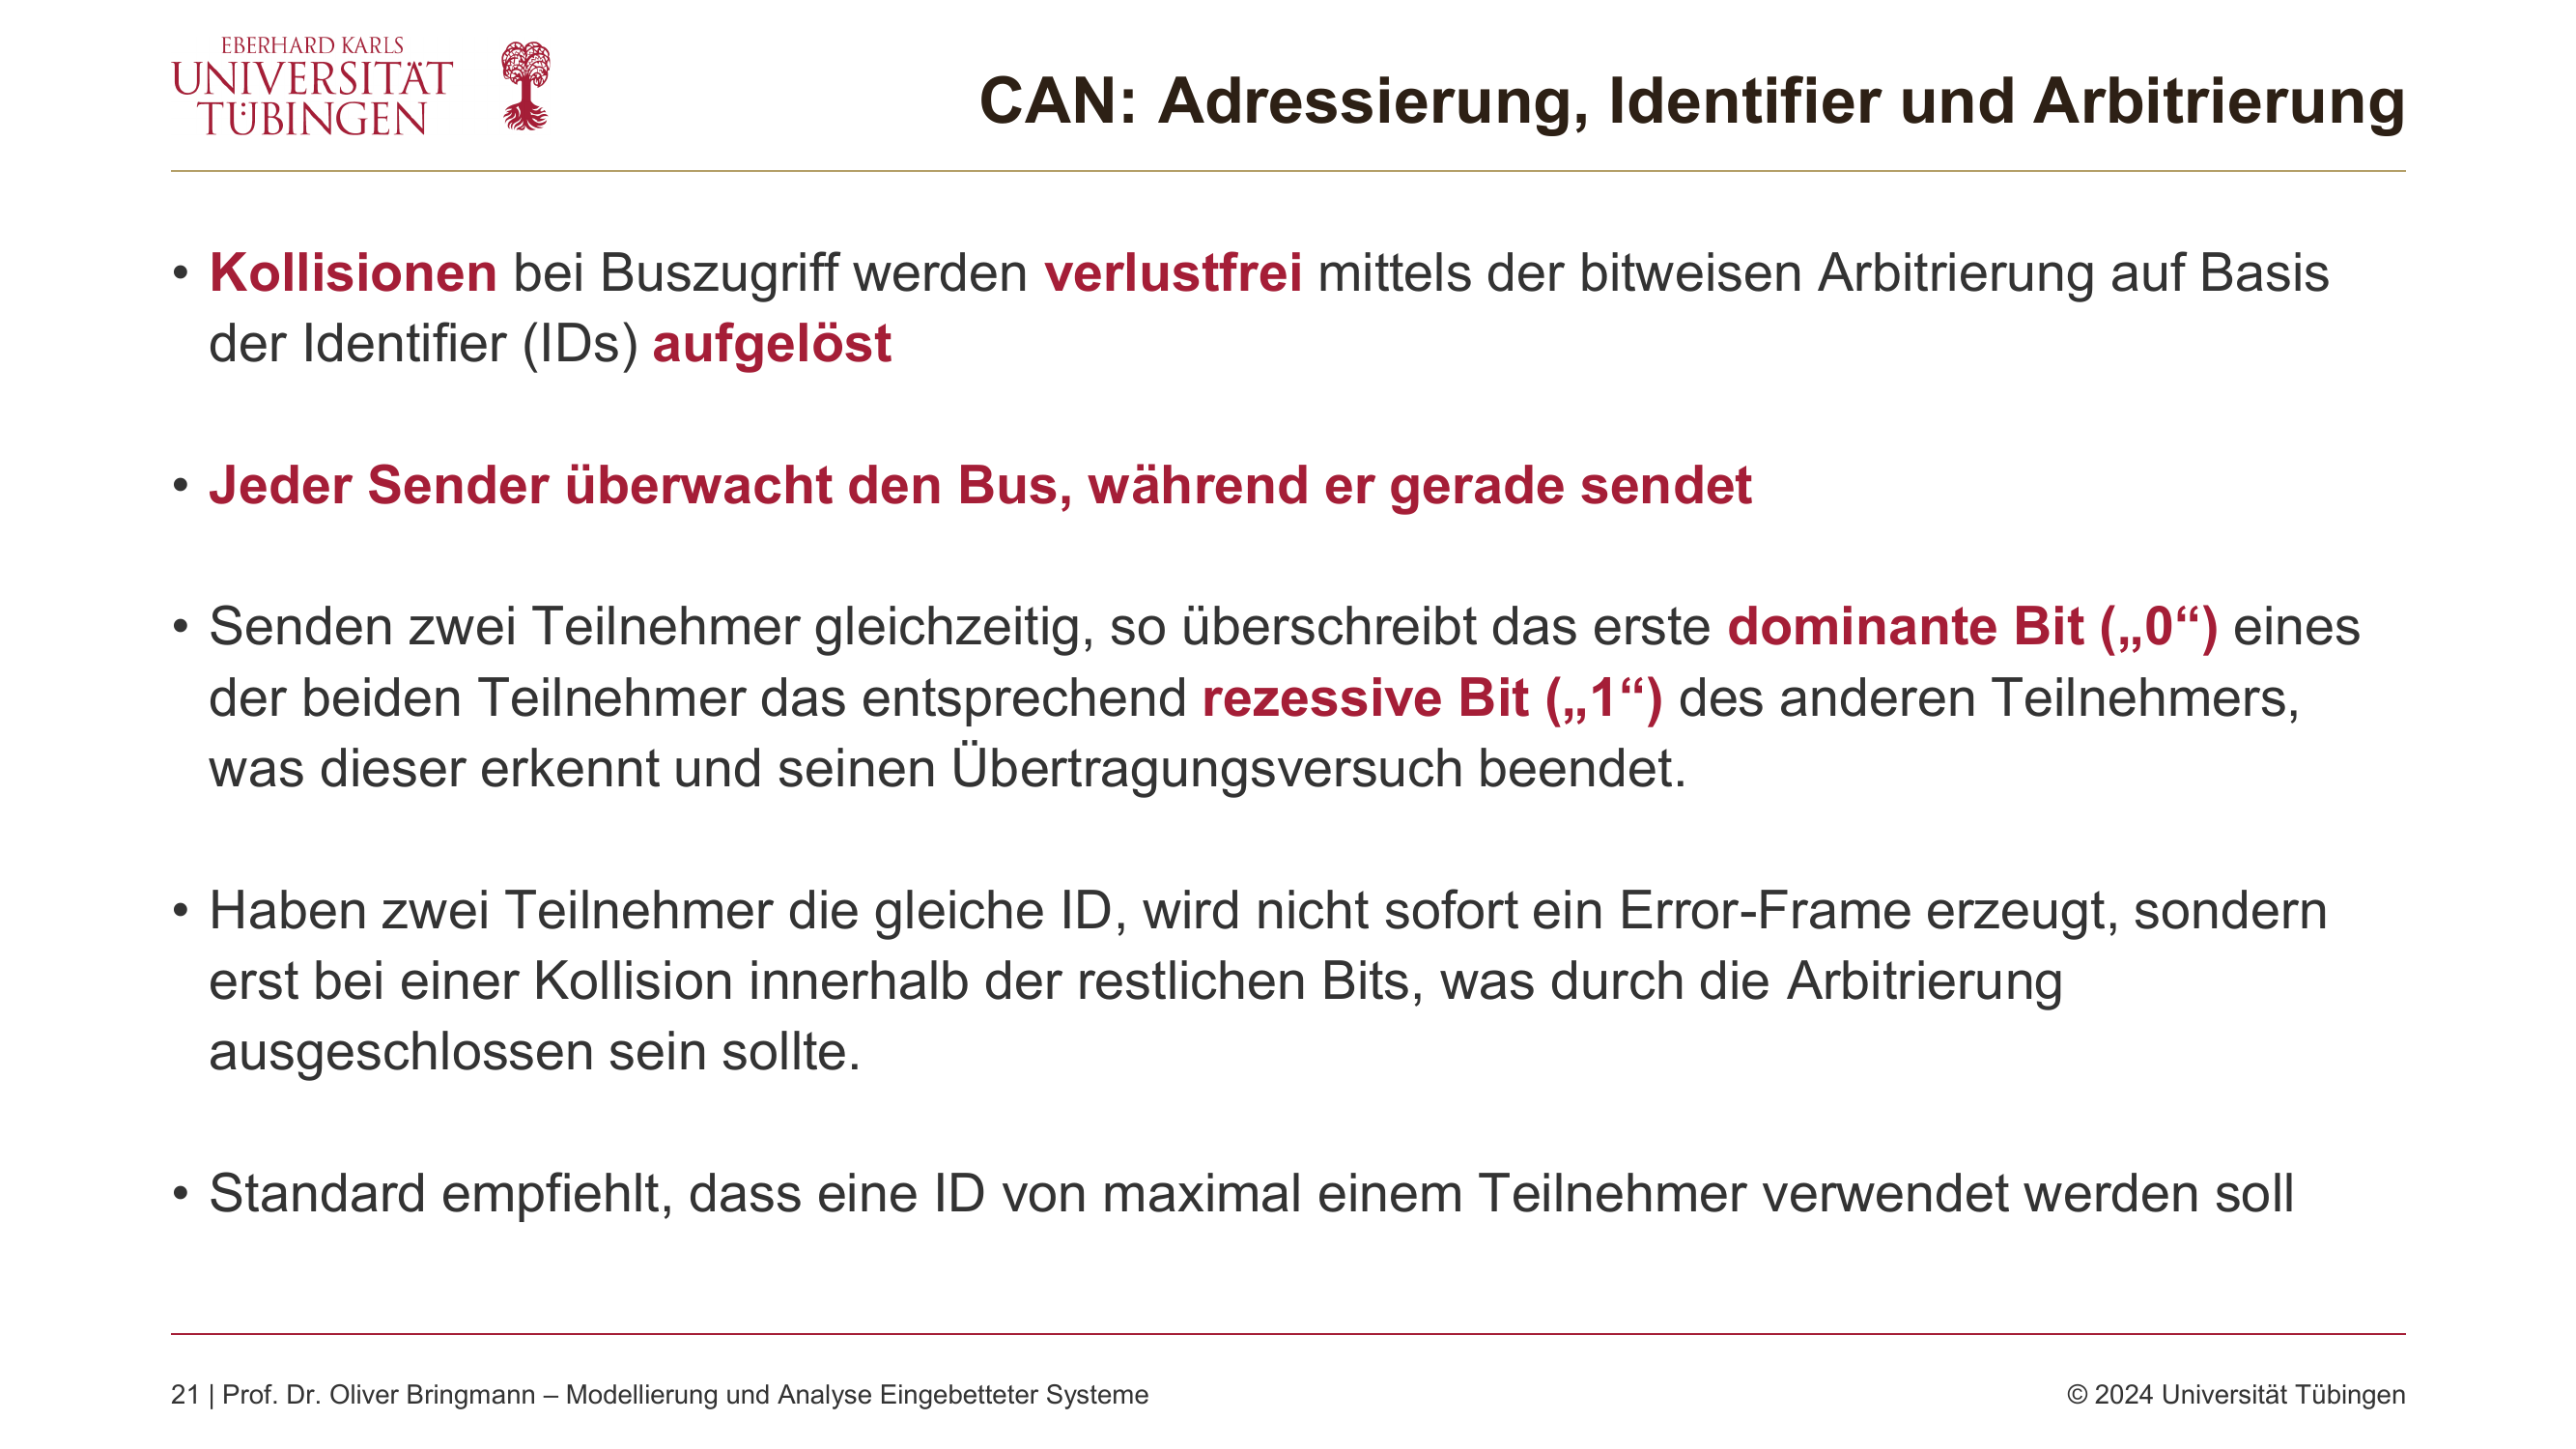 EBERHARD KARLS
UNIVERSITÄT
TÜBINGEN
CAN: Adressierung, Identifier und Arbitrierung
• Kollisionen bei Buszugriff werden verlustfrei mittels der bitweisen Arbitrierung auf Basis
der Identifier (IDs) aufgelöst
• Jeder Sender überwacht den Bus, während er gerade sendet
• Senden zwei Teilnehmer gleichzeitig, so überschreibt das erste dominante Bit („0“) eines
der beiden Teilnehmer das entsprechend rezessive Bit („1“) des anderen Teilnehmers,
was dieser erkennt und seinen Übertragungsversuch beendet.
• Haben zwei Teilnehmer die gleiche ID, wird nicht sofort ein Error-Frame erzeugt, sondern
erst bei einer Kollision innerhalb der restlichen Bits, was durch die Arbitrierung
ausgeschlossen sein sollte.
• Standard empfiehlt, dass eine ID von maximal einem Teilnehmer verwendet werden soll
21 | Prof. Dr. Oliver Bringmann – Modellierung und Analyse Eingebetteter Systeme
© 2024 Universität Tübingen